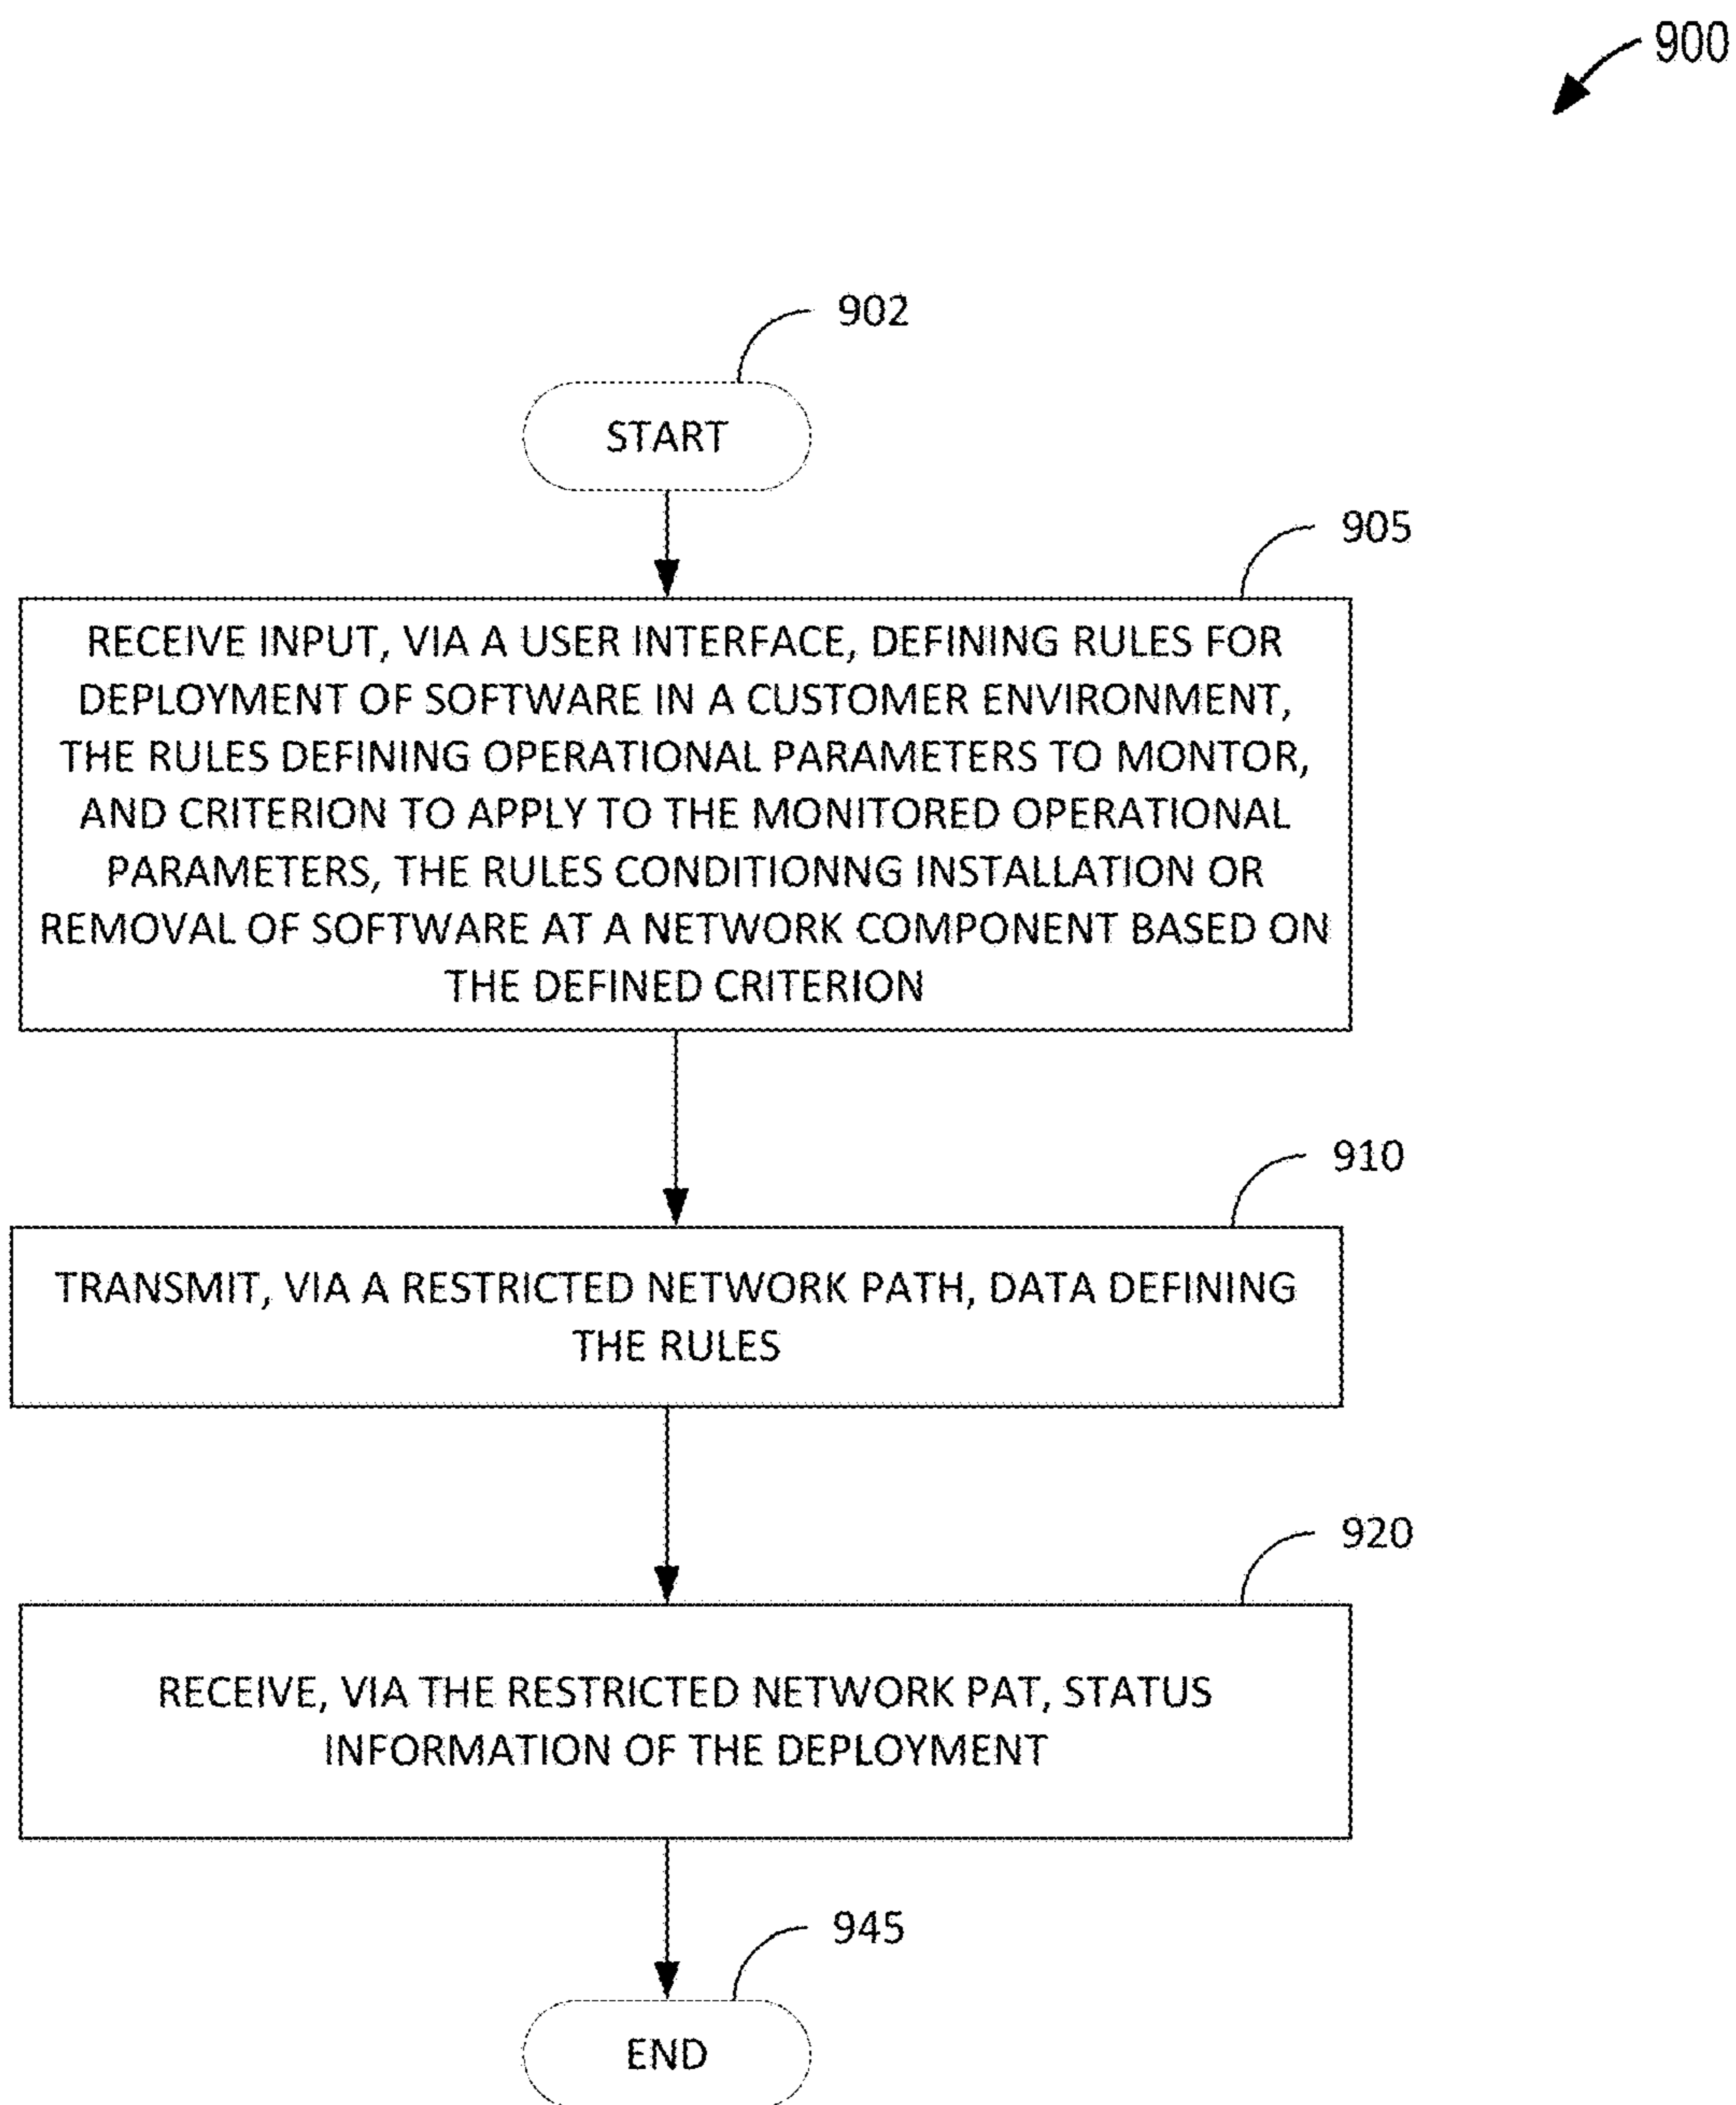 900
902
START
905
RECEIVE INPUT, VIA A USER INTERFACE, DEFINING RULES FOR
DEPLOYMENT OF SOFTWARE IN A CUSTOMER ENVIRONMENT,
THE RULES DEFINING OPERATIONAL PARAMETERS TO MONTOR,
AND CRITERION TO APPLY TO THE MONITORED OPERATIONAL
PARAMETERS, THE RULES CONDITIONNG INSTALLATION OR
REMOVAL OF SOFTWARE AT A NETWORK COMPONENT BASED ON
THE DEFINED CRITERION
910
TRANSMIT, VIA A RESTRICTED NETWORK PATH, DATA DEFINING
THE RULES
920
RECEIVE, VIA THE RESTRICTED NETWORK PAT, STATUS
INFORMATION OF THE DEPLOYMENT
945
END